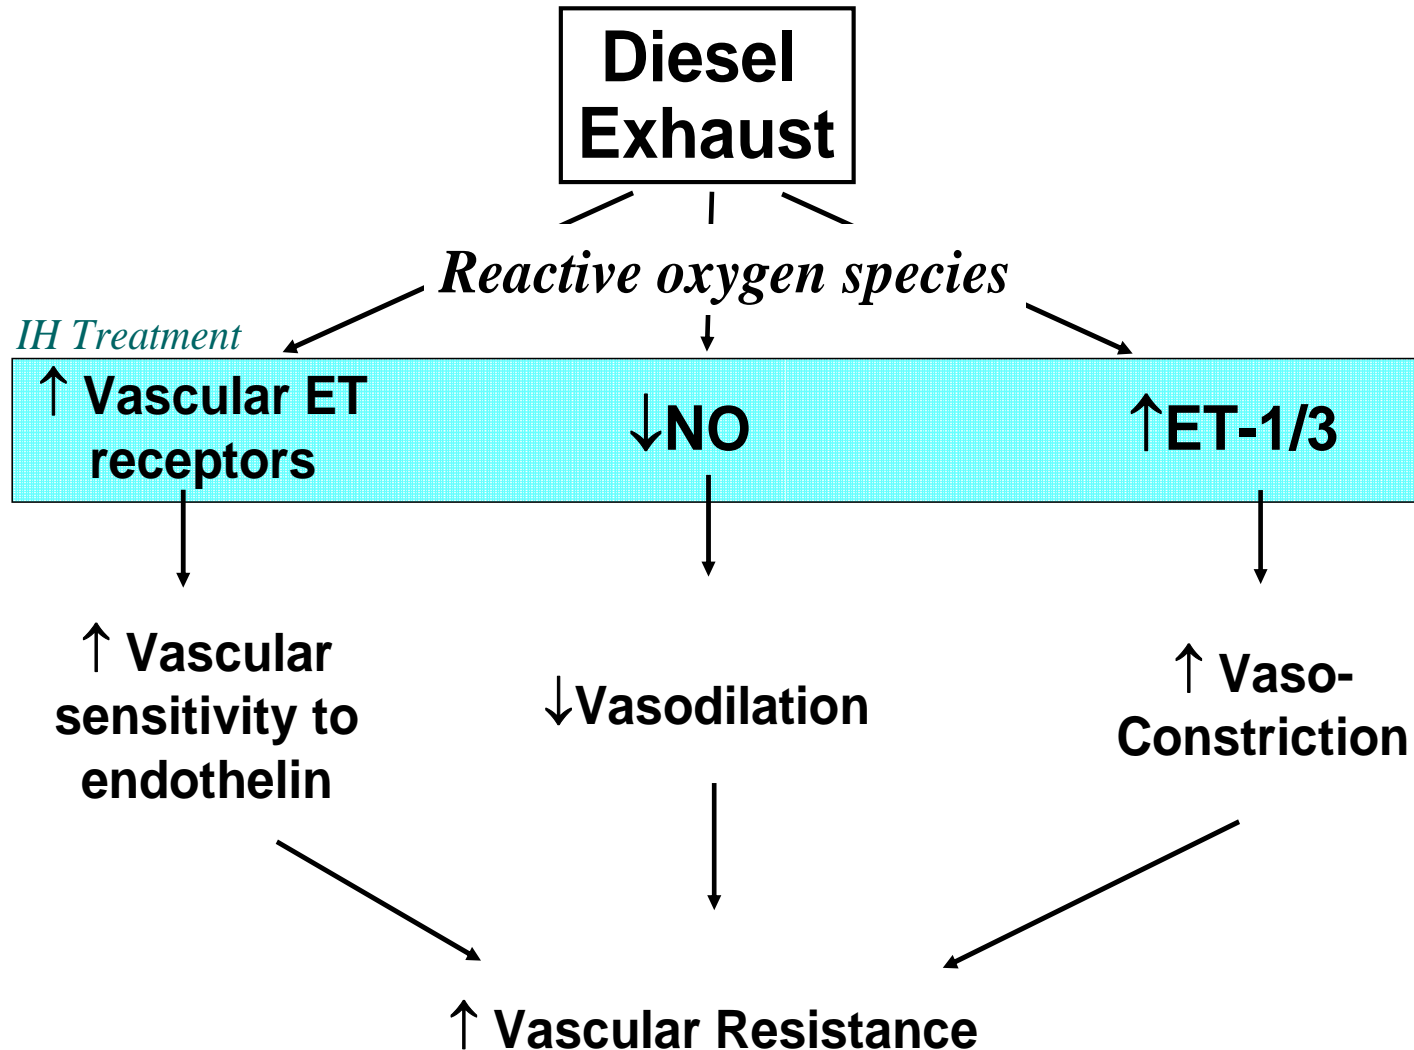 Diesel
Exhaust
Reactive oxygen species
IH Treatment
↑ Vascular ET
receptors
↓NO
↑ET-1/3
↑ Vascular
sensitivity to
endothelin
↓Vasodilation
↑ Vaso-
Constriction
↑ Vascular Resistance